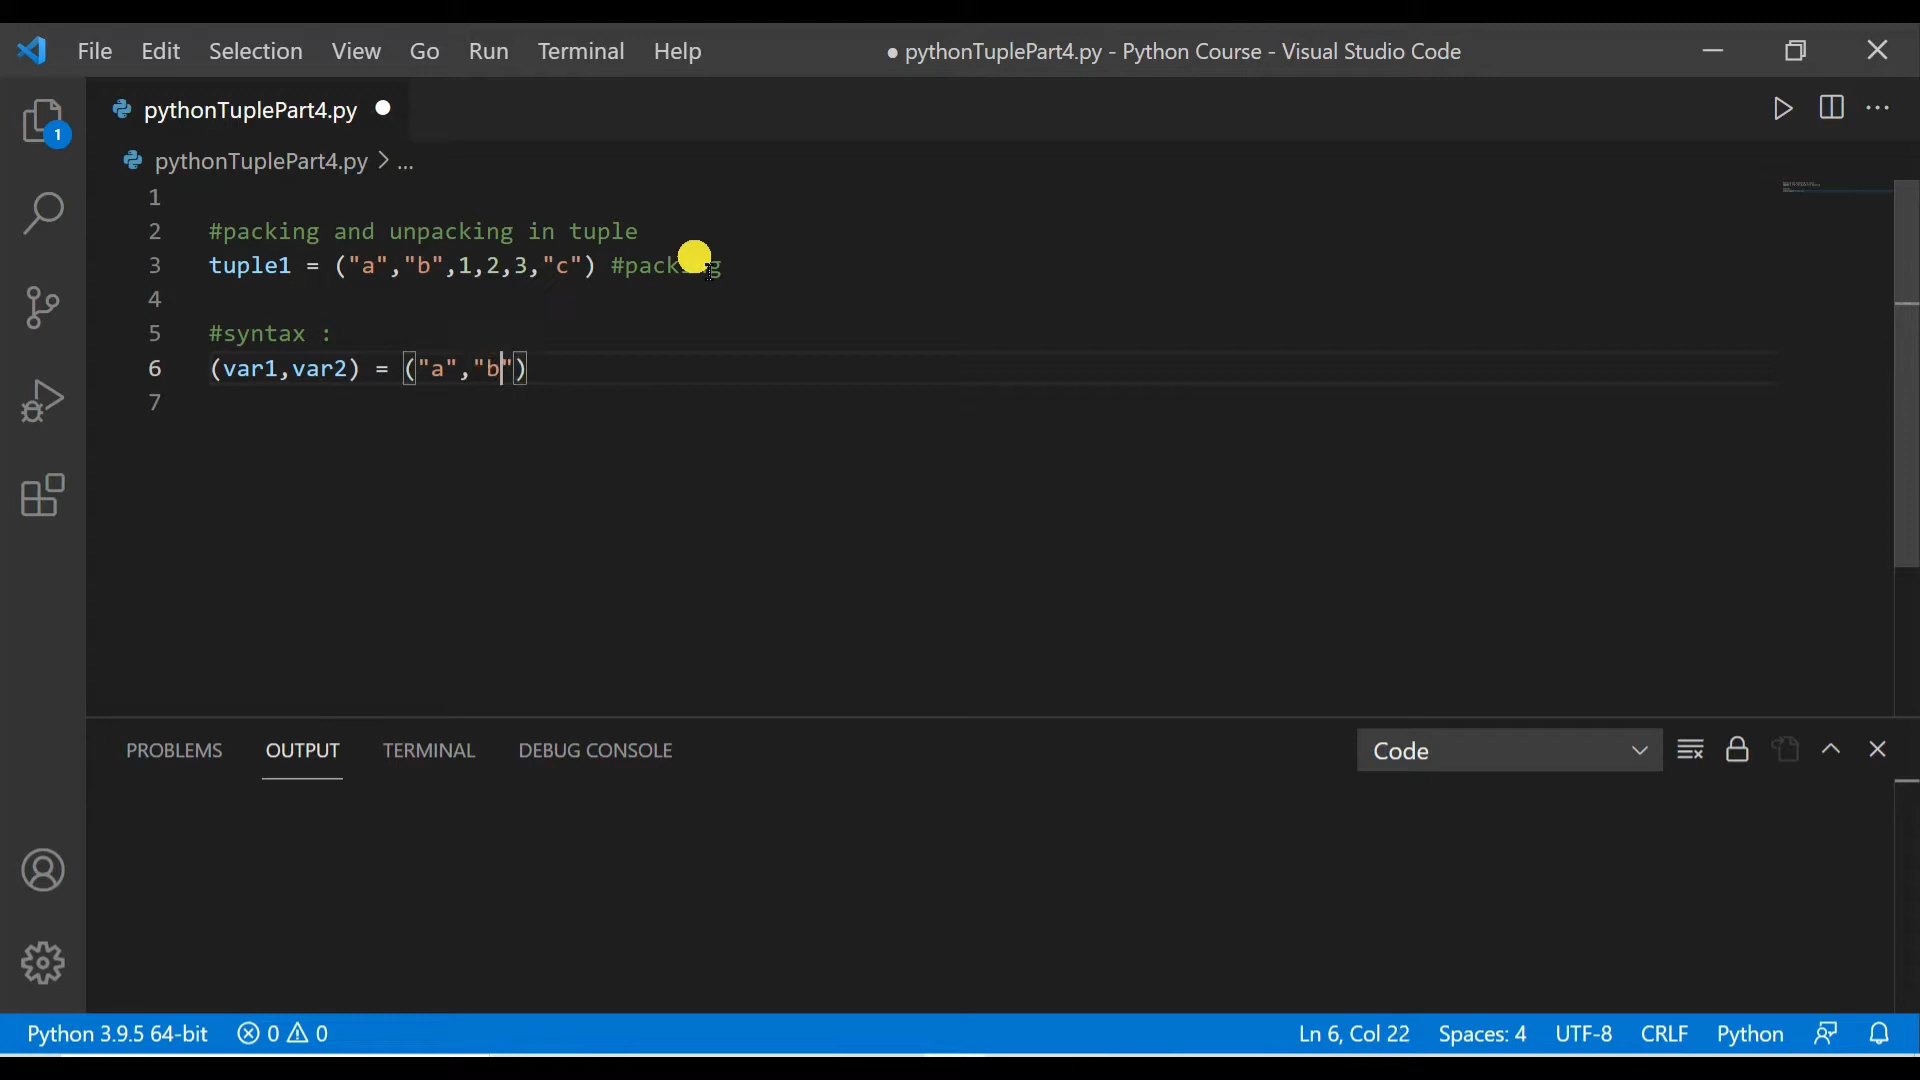 File Edit Selection View Go Run Terminal Help ● pythonTuplePart4.py - Python Course - Visual Studio Code
pythonTuplePart4.py ●
1
pythonTuplePart4.py > ...
1
2 #packing and unpacking in tuple
3 tuple1 = ("a","b",1,2,3,"c") #packing
4
5 #syntax :
6 (var1,var2) = ("a","b")
7
PROBLEMS OUTPUT TERMINAL DEBUG CONSOLE Code
Python 3.9.5 64-bit 0 0 Ln 6, Col 22 Spaces: 4 UTF-8 CRLF Python